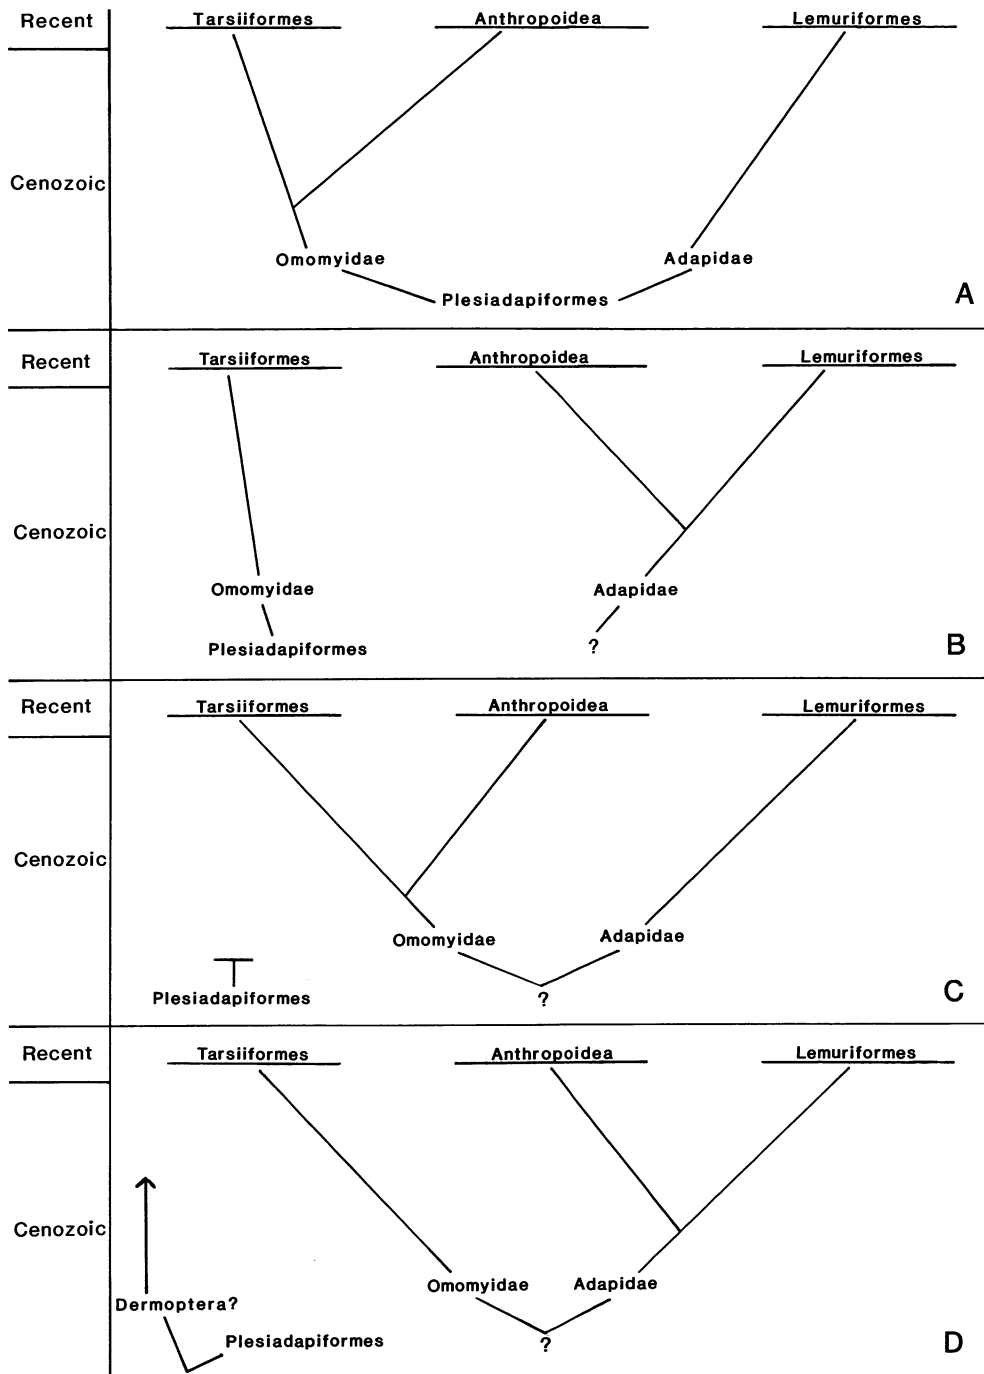 Recent Tarsiiformes Anthropoidea Lemuriformes
Cenozoic
Omomyidae Adapidae
Plesiadapiformes
A
Recent Tarsiiformes Anthropoidea Lemuriformes
Cenozoic
Omomyidae Adapidae
Plesiadapiformes ?
B
Recent Tarsiiformes Anthropoidea Lemuriformes
Cenozoic
Omomyidae Adapidae
Plesiadapiformes ?
C
Recent Tarsiiformes Anthropoidea Lemuriformes
Cenozoic
Omomyidae Adapidae
Dermoptera?
Plesiadapiformes ?
D